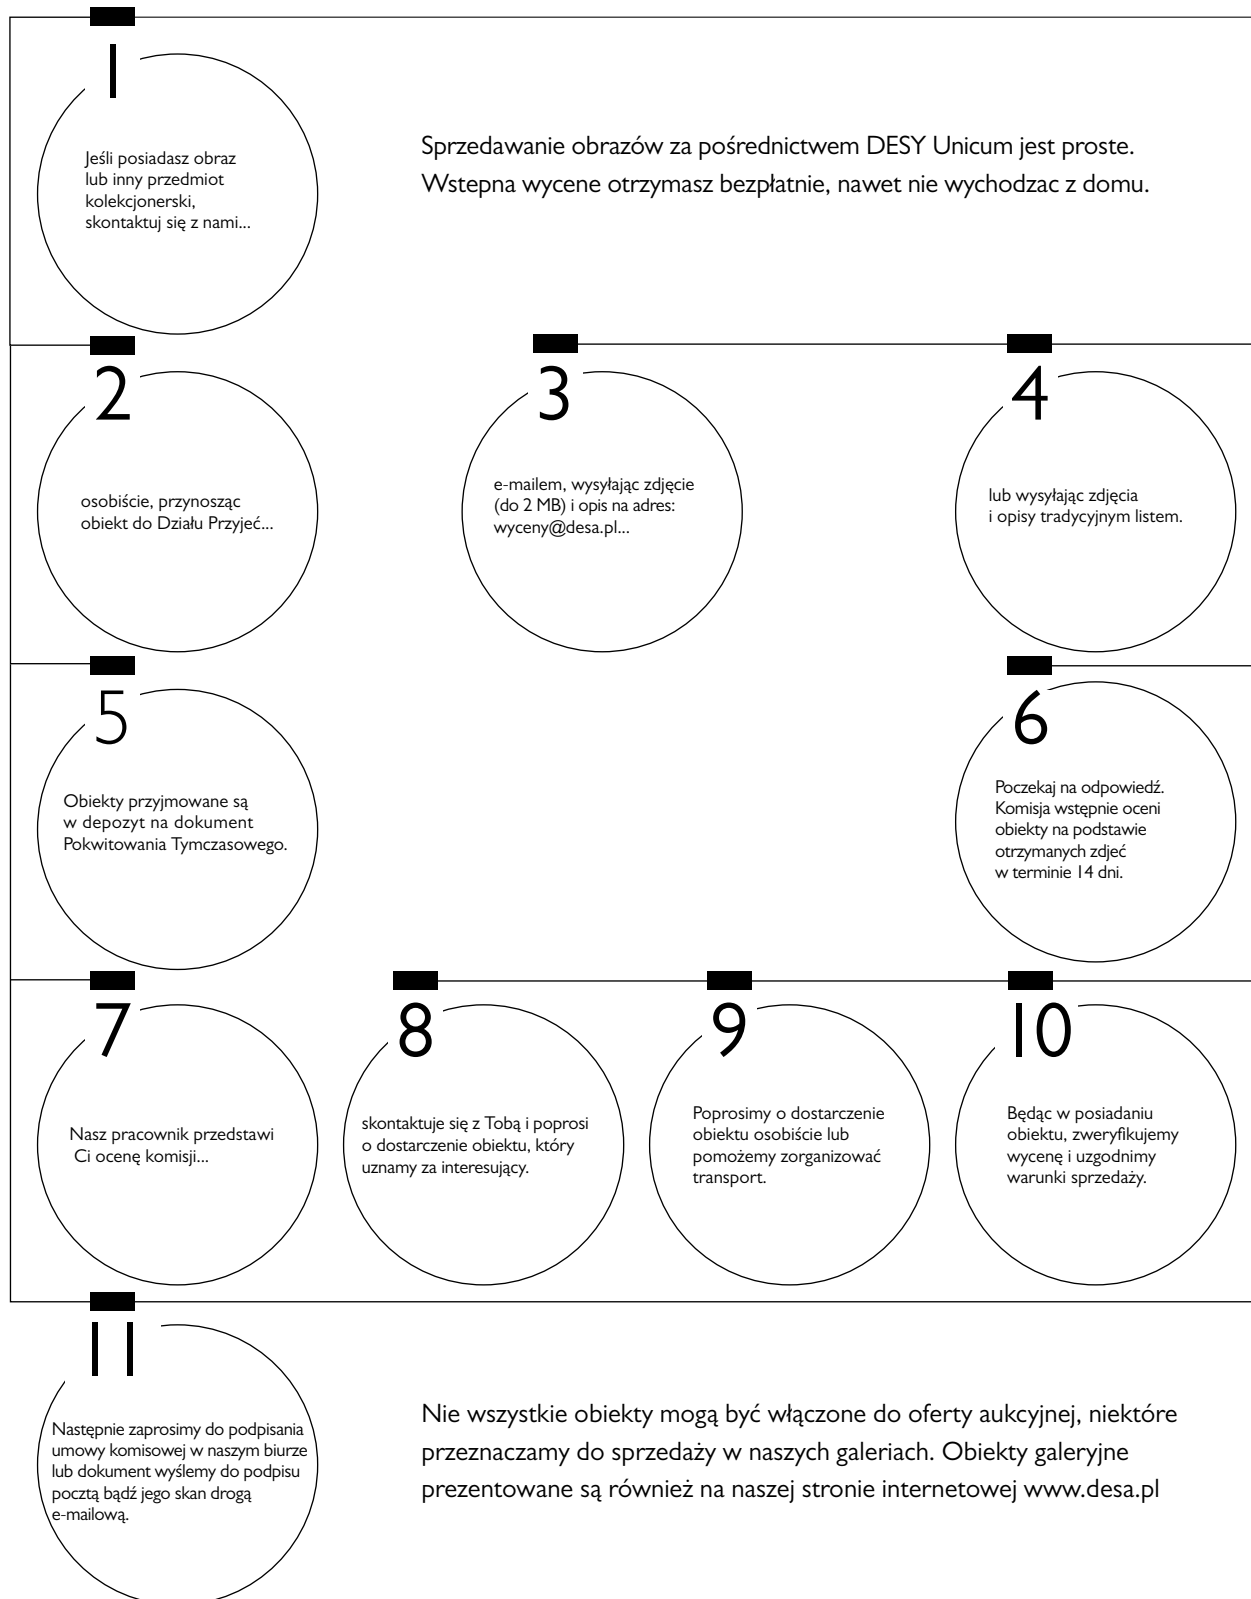 1
Jeśli posiadasz obraz
lub inny przedmiot
kolekcjonerski,
skontaktuj się z nami...
Sprzedawanie obrazów za pośrednictwem DESY Unicum jest proste.
Wstepna wycene otrzymasz bezpłatnie, nawet nie wychodzac z domu.
2
osobiście, przynosząc
obiekt do Działu Przyjeć...
3
e-mailem, wysyłając zdjęcie
(do 2 MB) i opis na adres:
wyceny@desa.pl...
4
lub wysyłając zdjęcia
i opisy tradycyjnym listem.
5
Obiekty przyjmowane są
w depozyt na dokument
Pokwitowania Tymczasowego.
6
Poczekaj na odpowiedź.
Komisja wstępnie oceni
obiekty na podstawie
otrzymanych zdjeć
w terminie 14 dni.
7
Nasz pracownik przedstawi
Ci ocenę komisji...
8
skontaktuje się z Tobą i poprosi
o dostarczenie obiektu, który
uznamy za interesujący.
9
Poprosimy o dostarczenie
obiektu osobiście lub
pomożemy zorganizować
transport.
10
Będąc w posiadaniu
obiektu, zweryfikujemy
wycenę i uzgodnimy
warunki sprzedaży.
11
Następnie zaprosimy do podpisania
umowy komisowej w naszym biurze
lub dokument wyślemy do podpisu
pocztą bądź jego skan drogą
e-mailową.
Nie wszystkie obiekty mogą być włączone do oferty aukcyjnej, niektóre
przeznaczamy do sprzedaży w naszych galeriach. Obiekty galeryjne
prezentowane są również na naszej stronie internetowej www.desa.pl